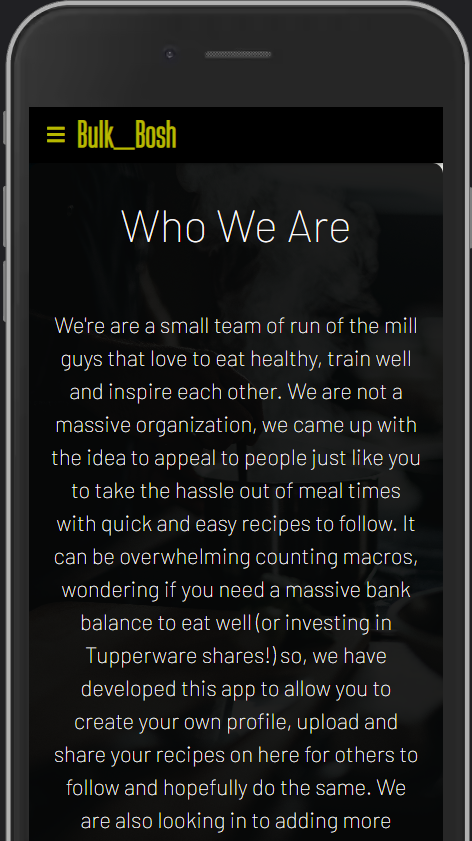 Bulk__Bosh
Who We Are
We're are a small team of run of the mill
guys that love to eat healthy, train well
and inspire each other. We are not a
massive organization, we came up with
the idea to appeal to people just like you
to take the hassle out of meal times
with quick and easy recipes to follow. It
can be overwhelming counting macros,
wondering if you need a massive bank
balance to eat well (or investing in
Tupperware shares!) so, we have
developed this app to allow you to
create your own profile, upload and
share your recipes on here for others to
follow and hopefully do the same. We
are also looking in to adding more